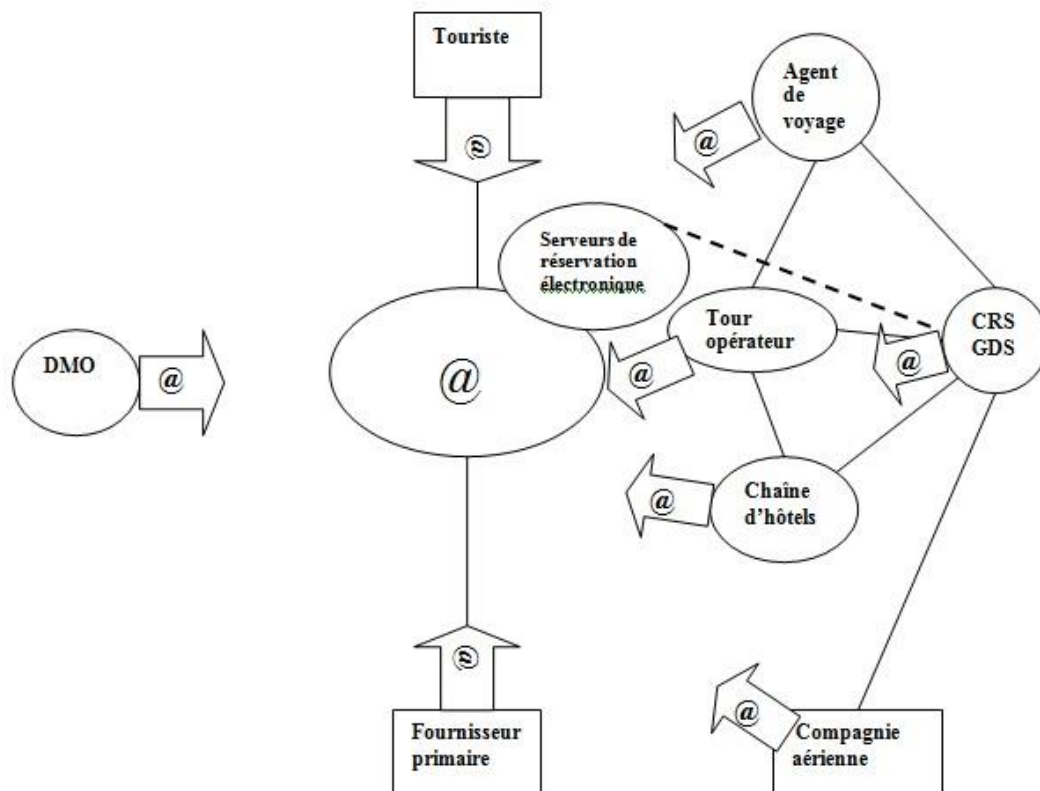 Touriste
@
Agent
de
voyage
@
Serveurs de
réservation
électronique
Tour
opérateur
CRS
GDS
DMO
@
@
@
@
Chaîne
d’hôtels
@
@
Fournisseur
primaire
@
Compagnie
aérienne